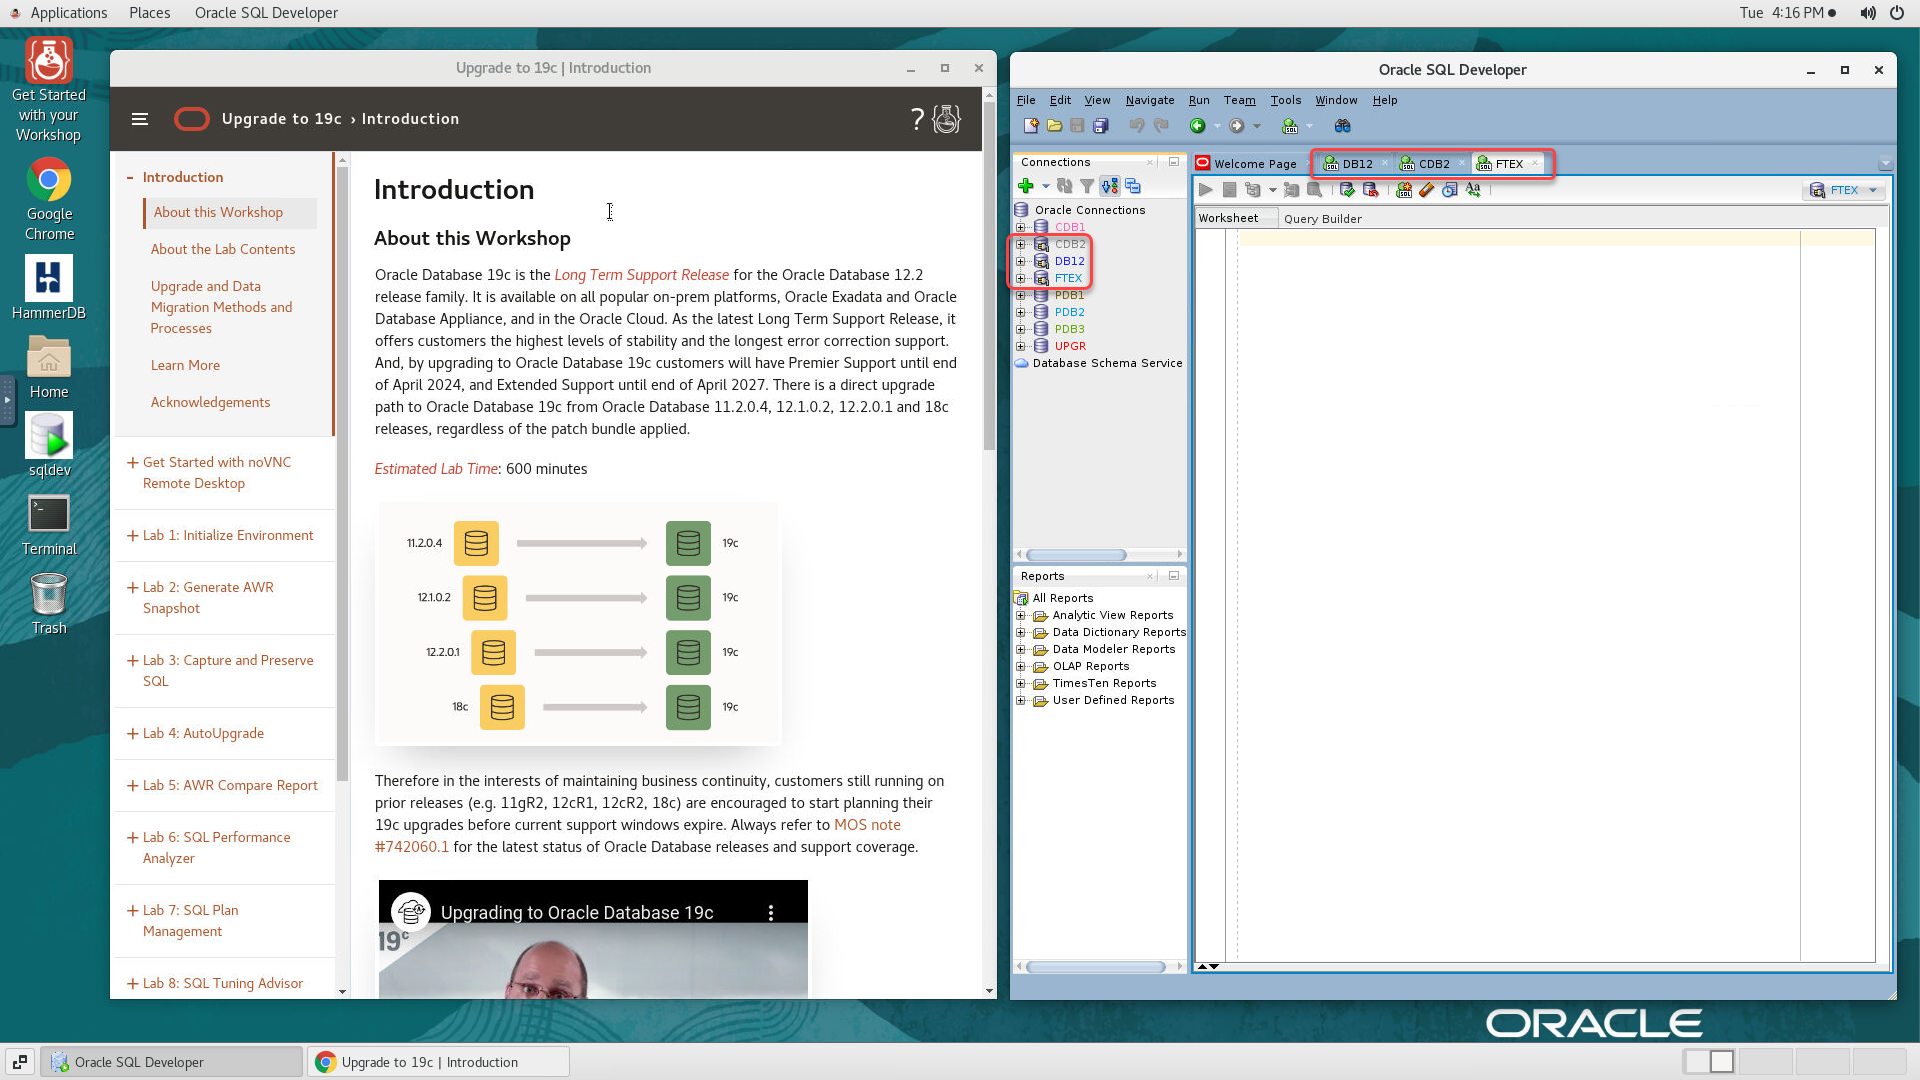 Applications Places Oracle SQL Developer
Tue 4:16 PM
Get Started
with your
Workshop
Google
Chrome
HammerDB
Home
sqldev
Terminal
Trash
Upgrade to 19c | Introduction
Upgrade to 19c › Introduction
?
Introduction
About this Workshop
About the Lab Contents
Upgrade and Data
Migration Methods and
Processes
Learn More
Acknowledgements
Get Started with noVNC
Remote Desktop
Lab 1: Initialize Environment
Lab 2: Generate AWR
Snapshot
Lab 3: Capture and Preserve
SQL
Lab 4: AutoUpgrade
Lab 5: AWR Compare Report
Lab 6: SQL Performance
Analyzer
Lab 7: SQL Plan
Management
Lab 8: SQL Tuning Advisor
Introduction
About this Workshop
Oracle Database 19c is the Long Term Support Release for the Oracle Database 12.2
release family. It is available on all popular on-prem platforms, Oracle Exadata and Oracle
Database Appliance, and in the Oracle Cloud. As the latest Long Term Support Release, it
offers customers the highest levels of stability and the longest error correction support.
And, by upgrading to Oracle Database 19c customers will have Premier Support until end
of April 2024, and Extended Support until end of April 2027. There is a direct upgrade
path to Oracle Database 19c from Oracle Database 11.2.0.4, 12.1.0.2, 12.2.0.1 and 18c
releases, regardless of the patch bundle applied.
Estimated Lab Time: 600 minutes
11.2.0.4 19c
12.1.0.2 19c
12.2.0.1 19c
18c 19c
Therefore in the interests of maintaining business continuity, customers still running on
prior releases (e.g. 11gR2, 12cR1, 12cR2, 18c) are encouraged to start planning their
19c upgrades before current support windows expire. Always refer to MOS note
#742060.1 for the latest status of Oracle Database releases and support coverage.
Upgrading to Oracle Database 19c
19c
Oracle SQL Developer
File Edit View Navigate Run Team Tools Window Help
Connections
Oracle Connections
CDB1
CDB2
DB12
FTEX
PDB1
PDB2
PDB3
UPGR
Database Schema Service
Reports
All Reports
Analytic View Reports
Data Dictionary Reports
Data Modeler Reports
OLAP Reports
TimesTen Reports
User Defined Reports
Welcome Page DB12 CDB2 FTEX
FTEX
Worksheet Query Builder
ORACLE
Oracle SQL Developer
Upgrade to 19c | Introduction